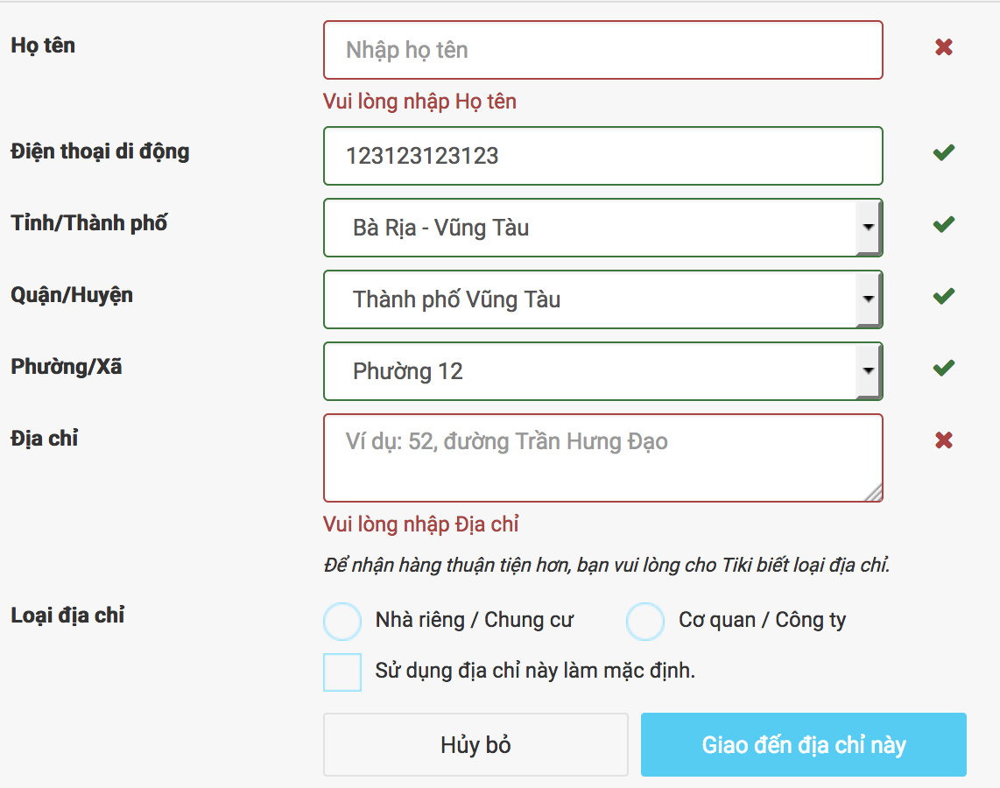 Họ tên
Nhập họ tên
Vui lòng nhập Họ tên
Điện thoại di động
123123123123
Tỉnh/Thành phố
Bà Rịa - Vũng Tàu
Quận/Huyện
Thành phố Vũng Tàu
Phường/Xã
Phường 12
Địa chỉ
Ví dụ: 52, đường Trần Hưng Đạo
Vui lòng nhập Địa chỉ
Để nhận hàng thuận tiện hơn, bạn vui lòng cho Tiki biết loại địa chỉ.
Loại địa chỉ
Nhà riêng / Chung cư
Cơ quan / Công ty
Sử dụng địa chỉ này làm mặc định.
Hủy bỏ
Giao đến địa chỉ này